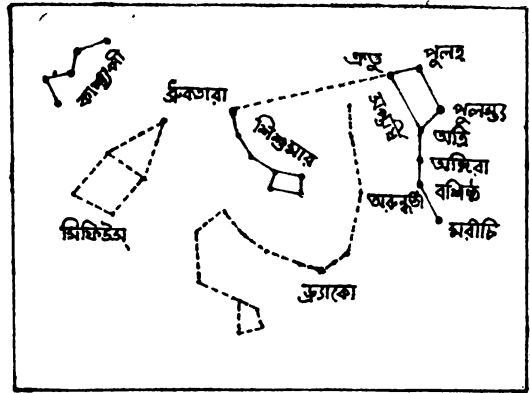 কাশ্যপী
ধ্রুবতারা
শিশুমার
ক্রতু
পুলহ
সপ্তর্ষী
পুলস্ত্য
অত্রি
অঙ্গিরা
বশিষ্ঠ
অরুন্ধতী
মরীচি
সিফিউস
ড্র্যাকো